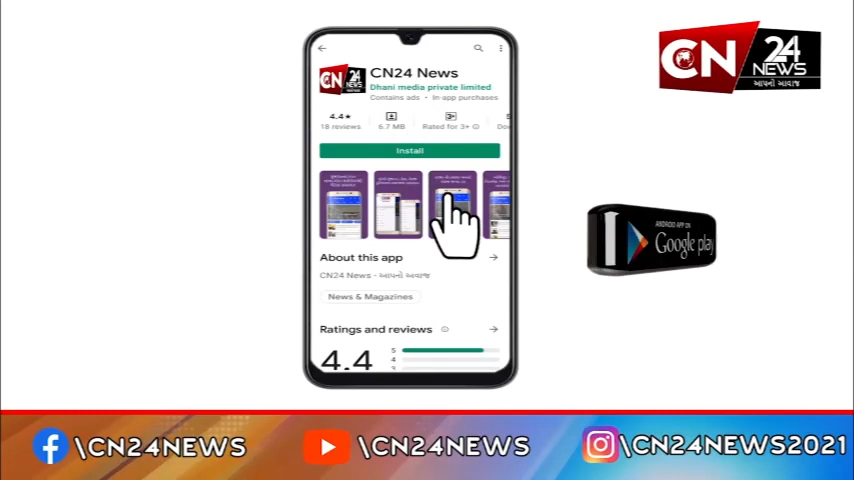 CN24 News
Dhani media private limited
Contains ads • In-app purchases
4.4★
18 reviews
6.7 MB
3+
Rated for 3+
Install
About this app
CN24 News - આપનો અવાજ
News & Magazines
Ratings and reviews
4.4
5
4
3
CN 24
NEWS
આપનો અવાજ
ANDROID APP ON
Google play
\CN24NEWS
\CN24NEWS
\CN24NEWS2021